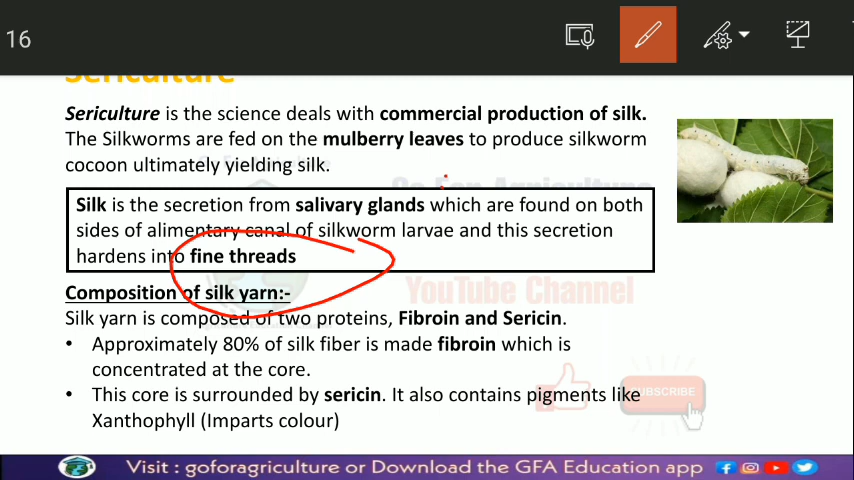 16
Sericulture
Sericulture is the science deals with commercial production of silk.
The Silkworms are fed on the mulberry leaves to produce silkworm
cocoon ultimately yielding silk.
Go For Agriculture
Silk is the secretion from salivary glands which are found on both
sides of alimentary canal of silkworm larvae and this secretion
hardens into fine threads
YouTube Channel
Composition of silk yarn:-
Silk yarn is composed of two proteins, Fibroin and Sericin.
• Approximately 80% of silk fiber is made fibroin which is
concentrated at the core.
• This core is surrounded by sericin. It also contains pigments like
Xanthophyll (Imparts colour)
SUBSCRIBE
Visit : goforagriculture or Download the GFA Education app